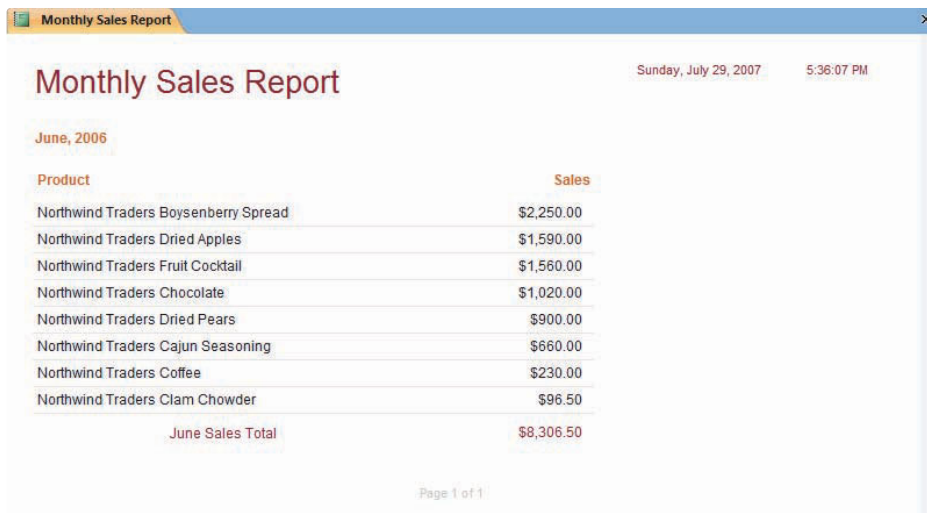 Monthly Sales Report
Monthly Sales Report
Sunday, July 29, 2007 5:36:07 PM
June, 2006
Product Sales
Northwind Traders Boysenberry Spread $2,250.00
Northwind Traders Dried Apples $1,590.00
Northwind Traders Fruit Cocktail $1,560.00
Northwind Traders Chocolate $1,020.00
Northwind Traders Dried Pears $900.00
Northwind Traders Cajun Seasoning $660.00
Northwind Traders Coffee $230.00
Northwind Traders Clam Chowder $96.50
June Sales Total $8,306.50
Page 1 of 1